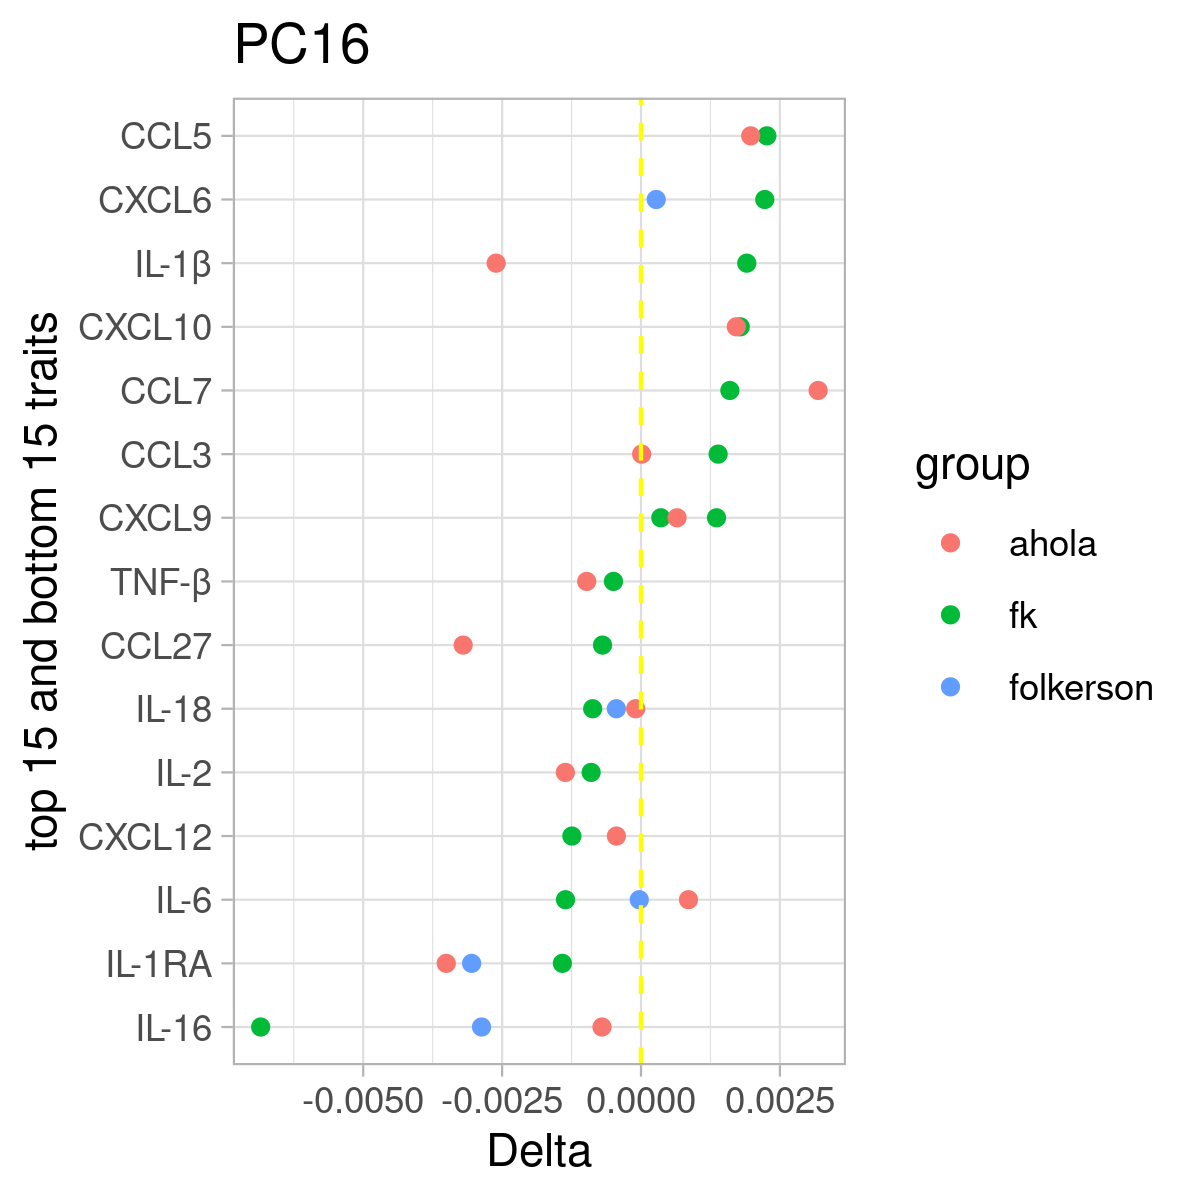 PC16
top 15 and bottom 15 traits
CCL5
CXCL6
IL-1β
CXCL10
CCL7
CCL3
CXCL9
TNF-β
CCL27
IL-18
IL-2
CXCL12
IL-6
IL-1RA
IL-16
-0.0050 -0.0025 0.0000 0.0025
Delta
group
ahola
fk
folkerson